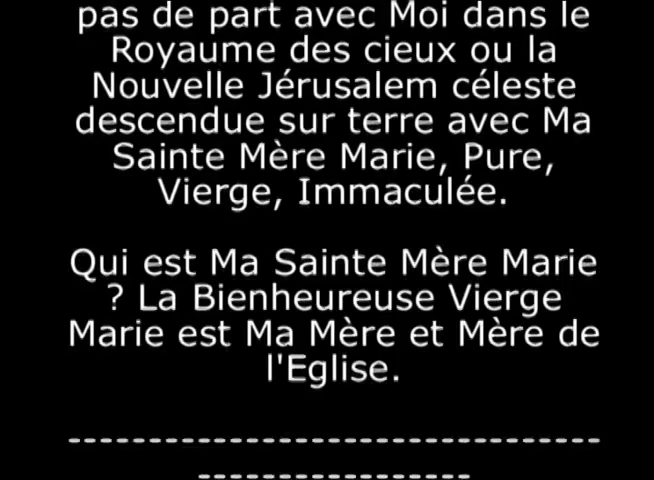 pas de part avec Moi dans le
Royaume des cieux ou la
Nouvelle Jérusalem céleste
descendue sur terre avec Ma
Sainte Mère Marie, Pure,
Vierge, Immaculée.
Qui est Ma Sainte Mère Marie
? La Bienheureuse Vierge
Marie est Ma Mère et Mère de
l'Eglise.
---------------------------------
-----------------